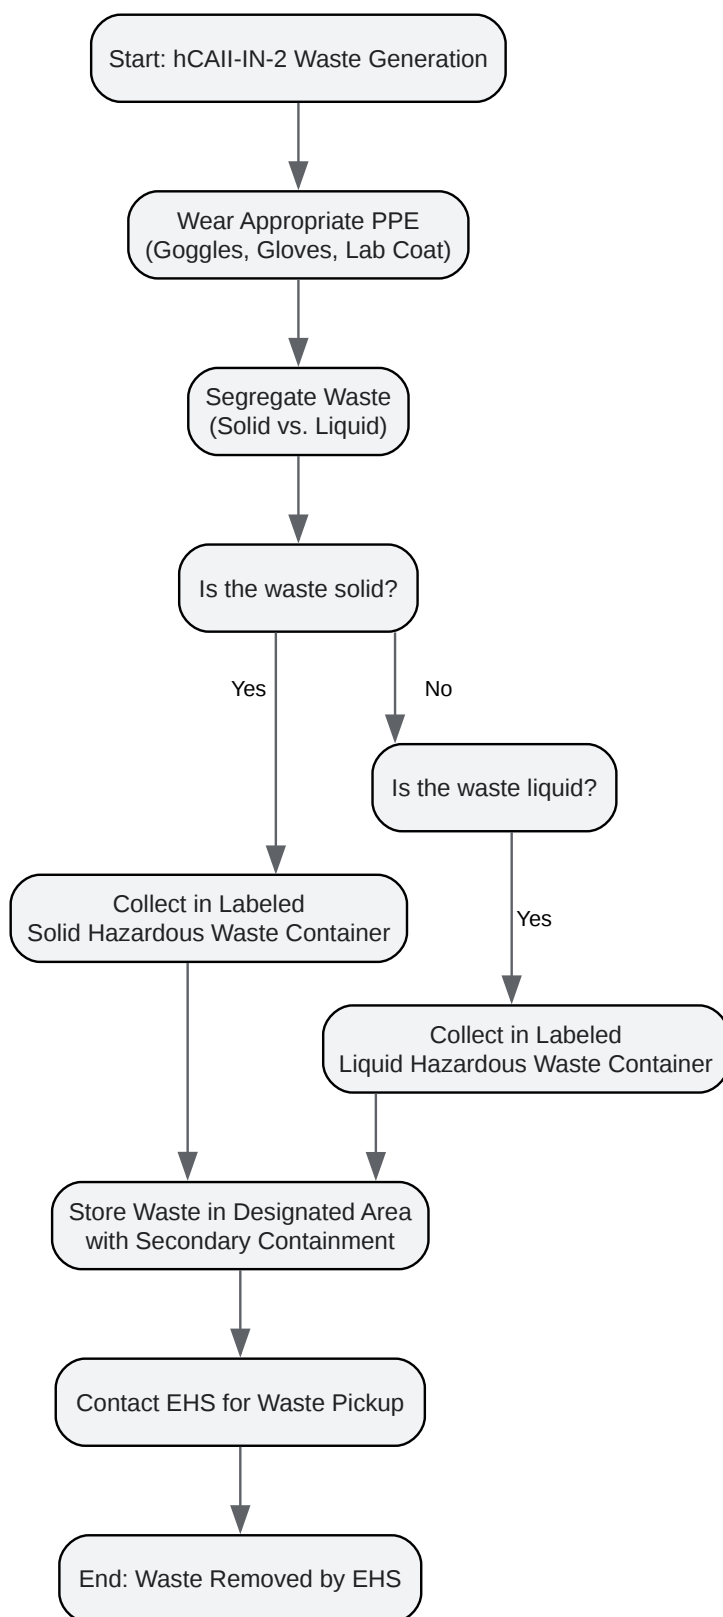 Start: hCAII-IN-2 Waste Generation
Wear Appropriate PPE
(Goggles, Gloves, Lab Coat)
Segregate Waste
(Solid vs. Liquid)
Is the waste solid?
Yes
No
Is the waste liquid?
Collect in Labeled
Solid Hazardous Waste Container
Yes
Collect in Labeled
Liquid Hazardous Waste Container
Store Waste in Designated Area
with Secondary Containment
Contact EHS for Waste Pickup
End: Waste Removed by EHS